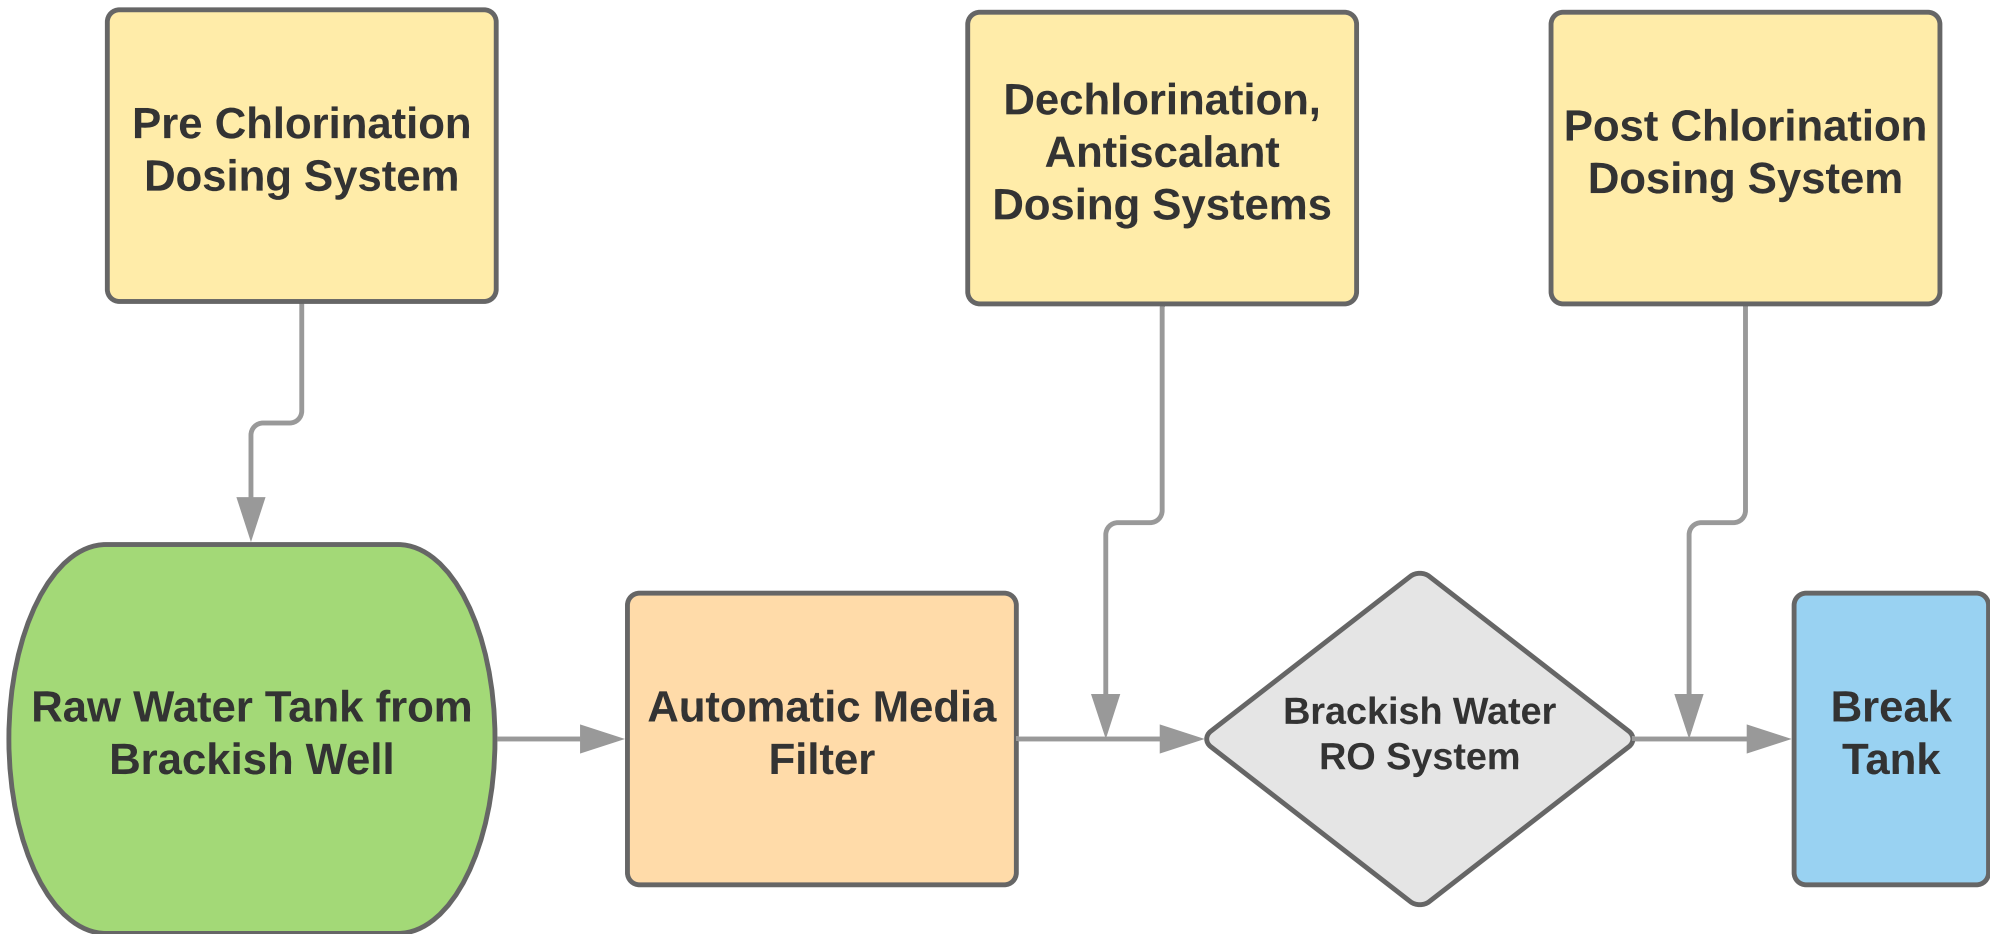 Pre Chlorination
Dosing System
Dechlorination,
Antiscalant
Dosing Systems
Post Chlorination
Dosing System
Raw Water Tank from
Brackish Well
Automatic Media
Filter
Brackish Water
RO System
Break
Tank